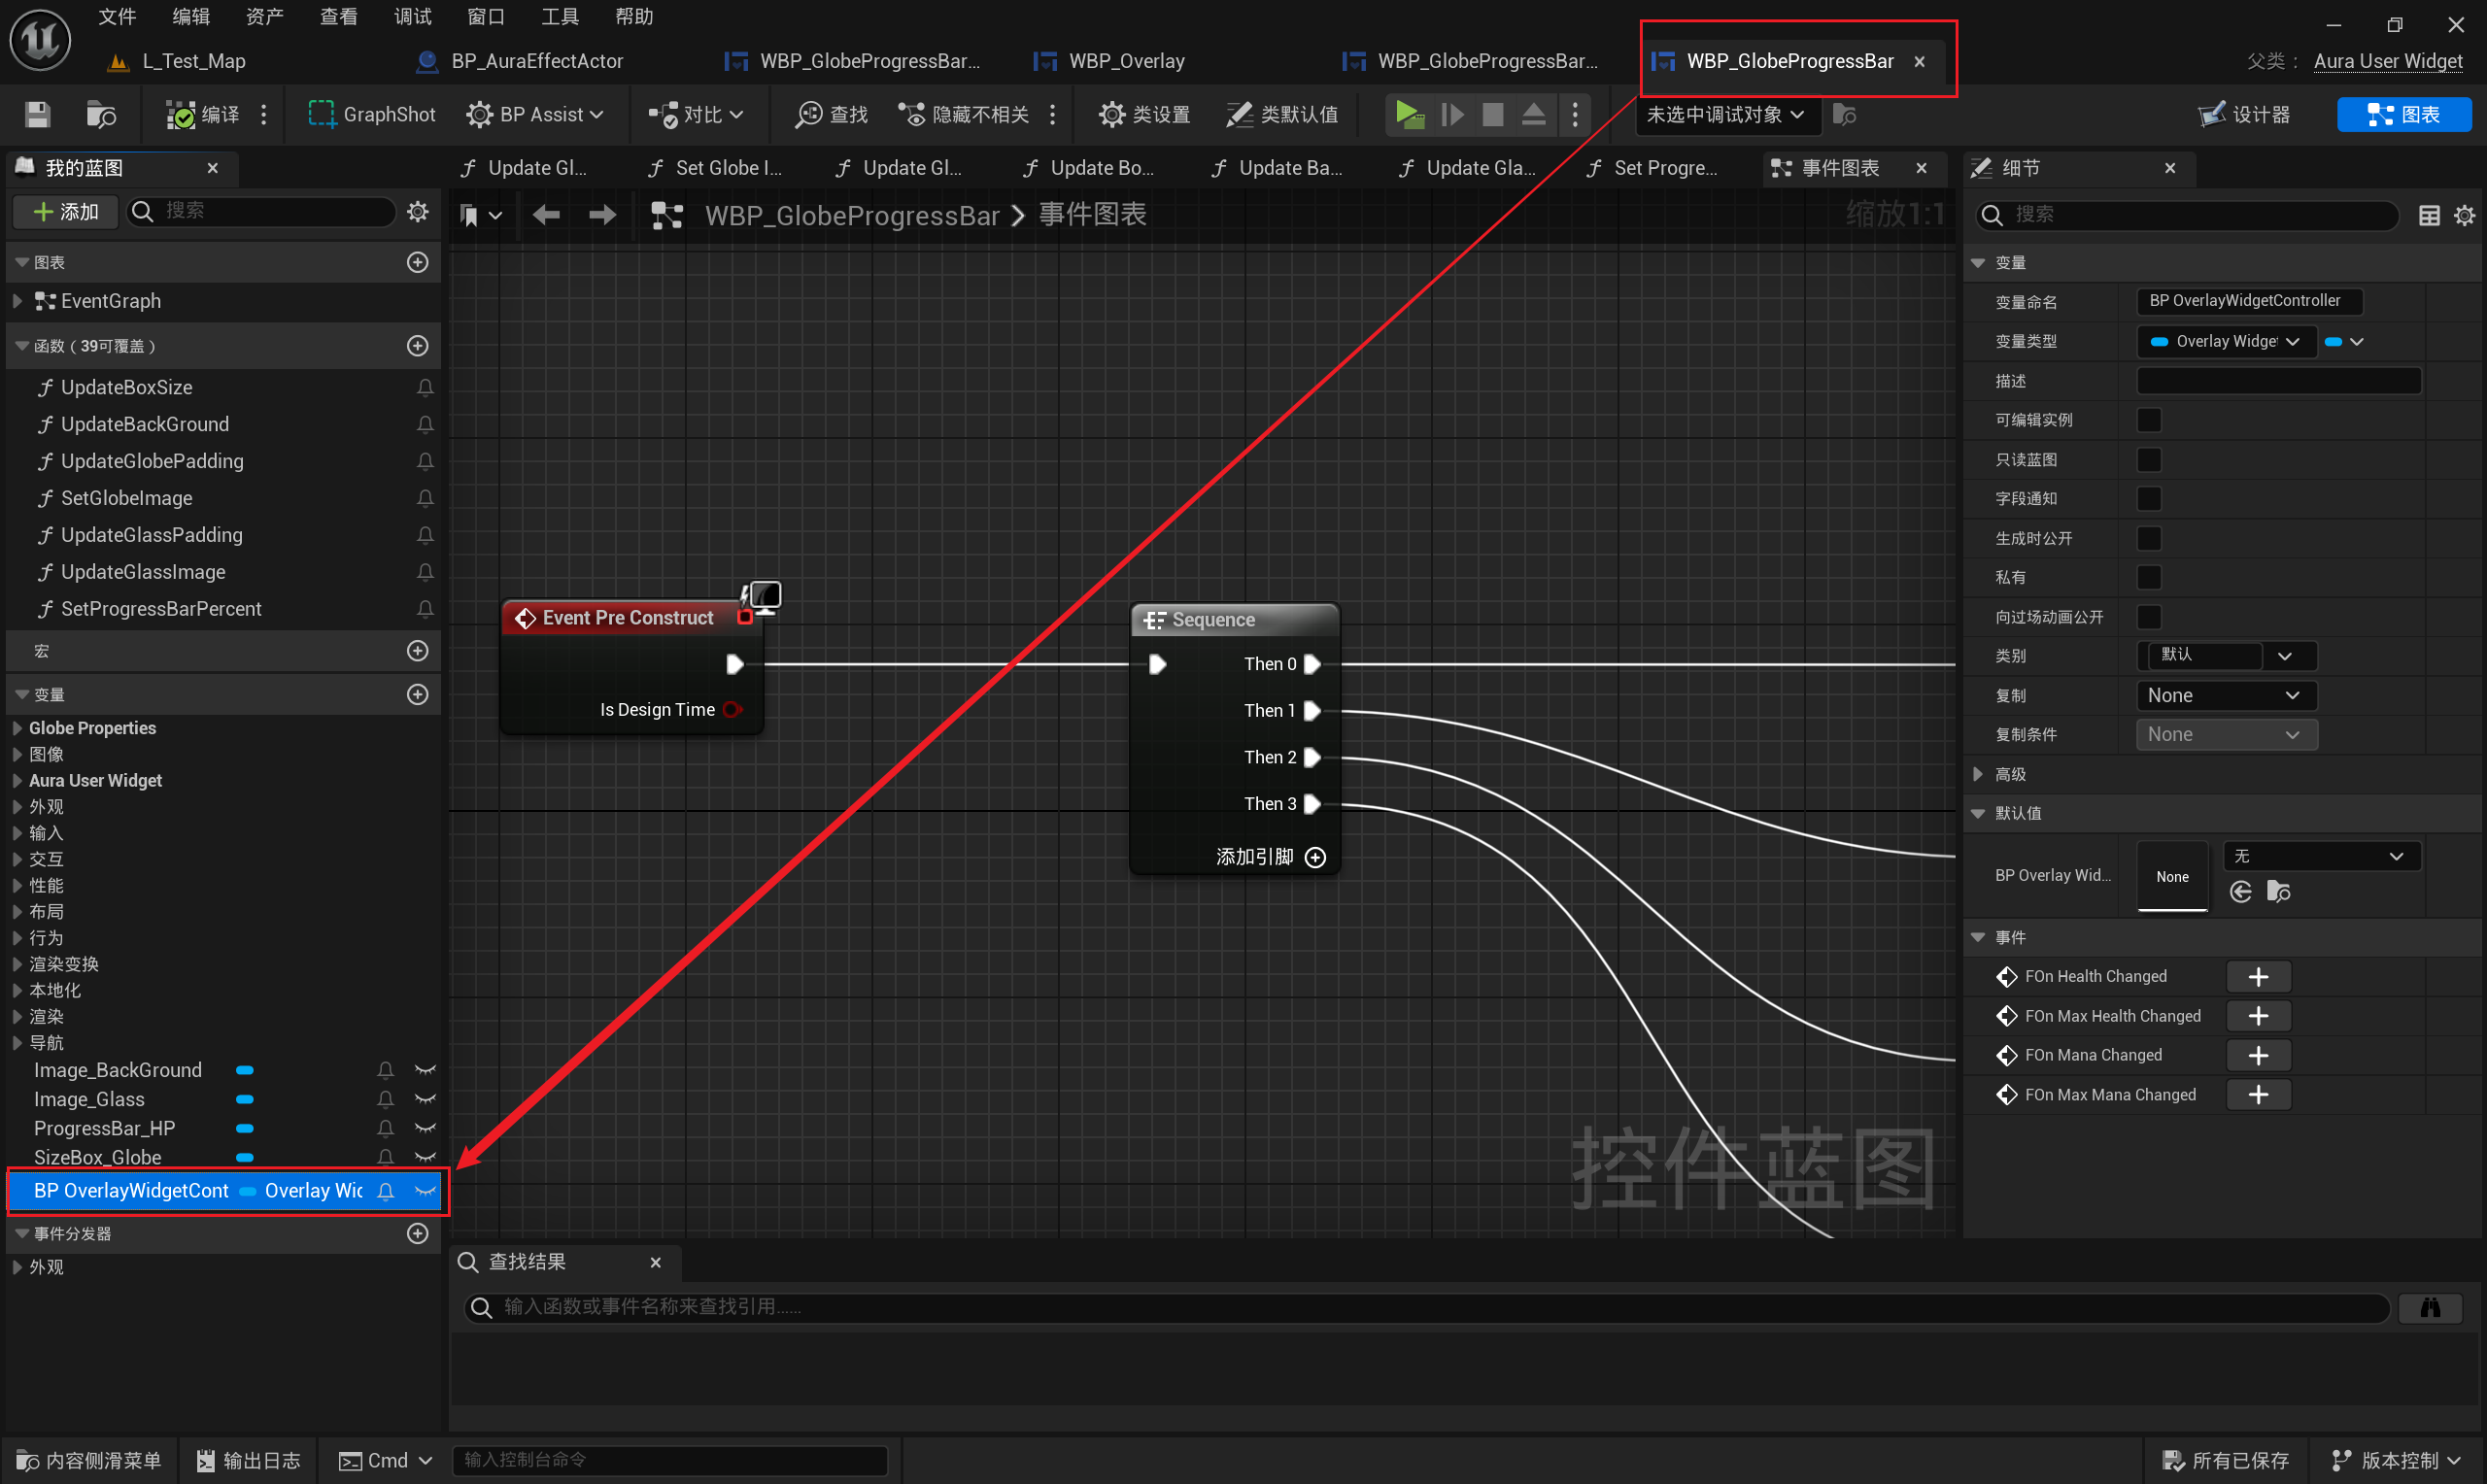 文件 编辑 资产 查看 调试 窗口 工具 帮助
L_Test_Map BP_AuraEffectActor WBP_GlobeProgressBar... WBP_Overlay WBP_GlobeProgressBar... WBP_GlobeProgressBar 父类： Aura User Widget
编译 GraphShot BP Assist 对比 查找 隐藏不相关 类设置 类默认值 未选中调试对象 设计器 图表
我的蓝图
添加 搜索
图表
EventGraph
函数（39可覆盖）
UpdateBoxSize
UpdateBackGround
UpdateGlobePadding
SetGlobeImage
UpdateGlassPadding
UpdateGlassImage
SetProgressBarPercent
宏
变量
Globe Properties
图像
Aura User Widget
外观
输入
交互
性能
布局
行为
渲染变换
本地化
渲染
导航
Image_BackGround
Image_Glass
ProgressBar_HP
SizeBox_Globe
BP OverlayWidgetCont Overlay Wic
事件分发器
外观
Update Gl... Set Globe I... Update Gl... Update Bo... Update Ba... Update Gla... Set Progre... 事件图表
WBP_GlobeProgressBar 事件图表 缩放1:1
Event Pre Construct
Is Design Time
Sequence
Then 0
Then 1
Then 2
Then 3
添加引脚
控件蓝图
查找结果
输入函数或事件名称来查找引用......
细节
搜索
变量
变量命名 BP OverlayWidgetController
变量类型 Overlay Widge
描述
可编辑实例
只读蓝图
字段通知
生成时公开
私有
向过场动画公开
类别 默认
复制 None
复制条件 None
高级
默认值
BP Overlay Wid... None 无
事件
FOn Health Changed
FOn Max Health Changed
FOn Mana Changed
FOn Max Mana Changed
内容侧滑菜单 输出日志 Cmd 输入控制台命令 所有已保存 版本控制